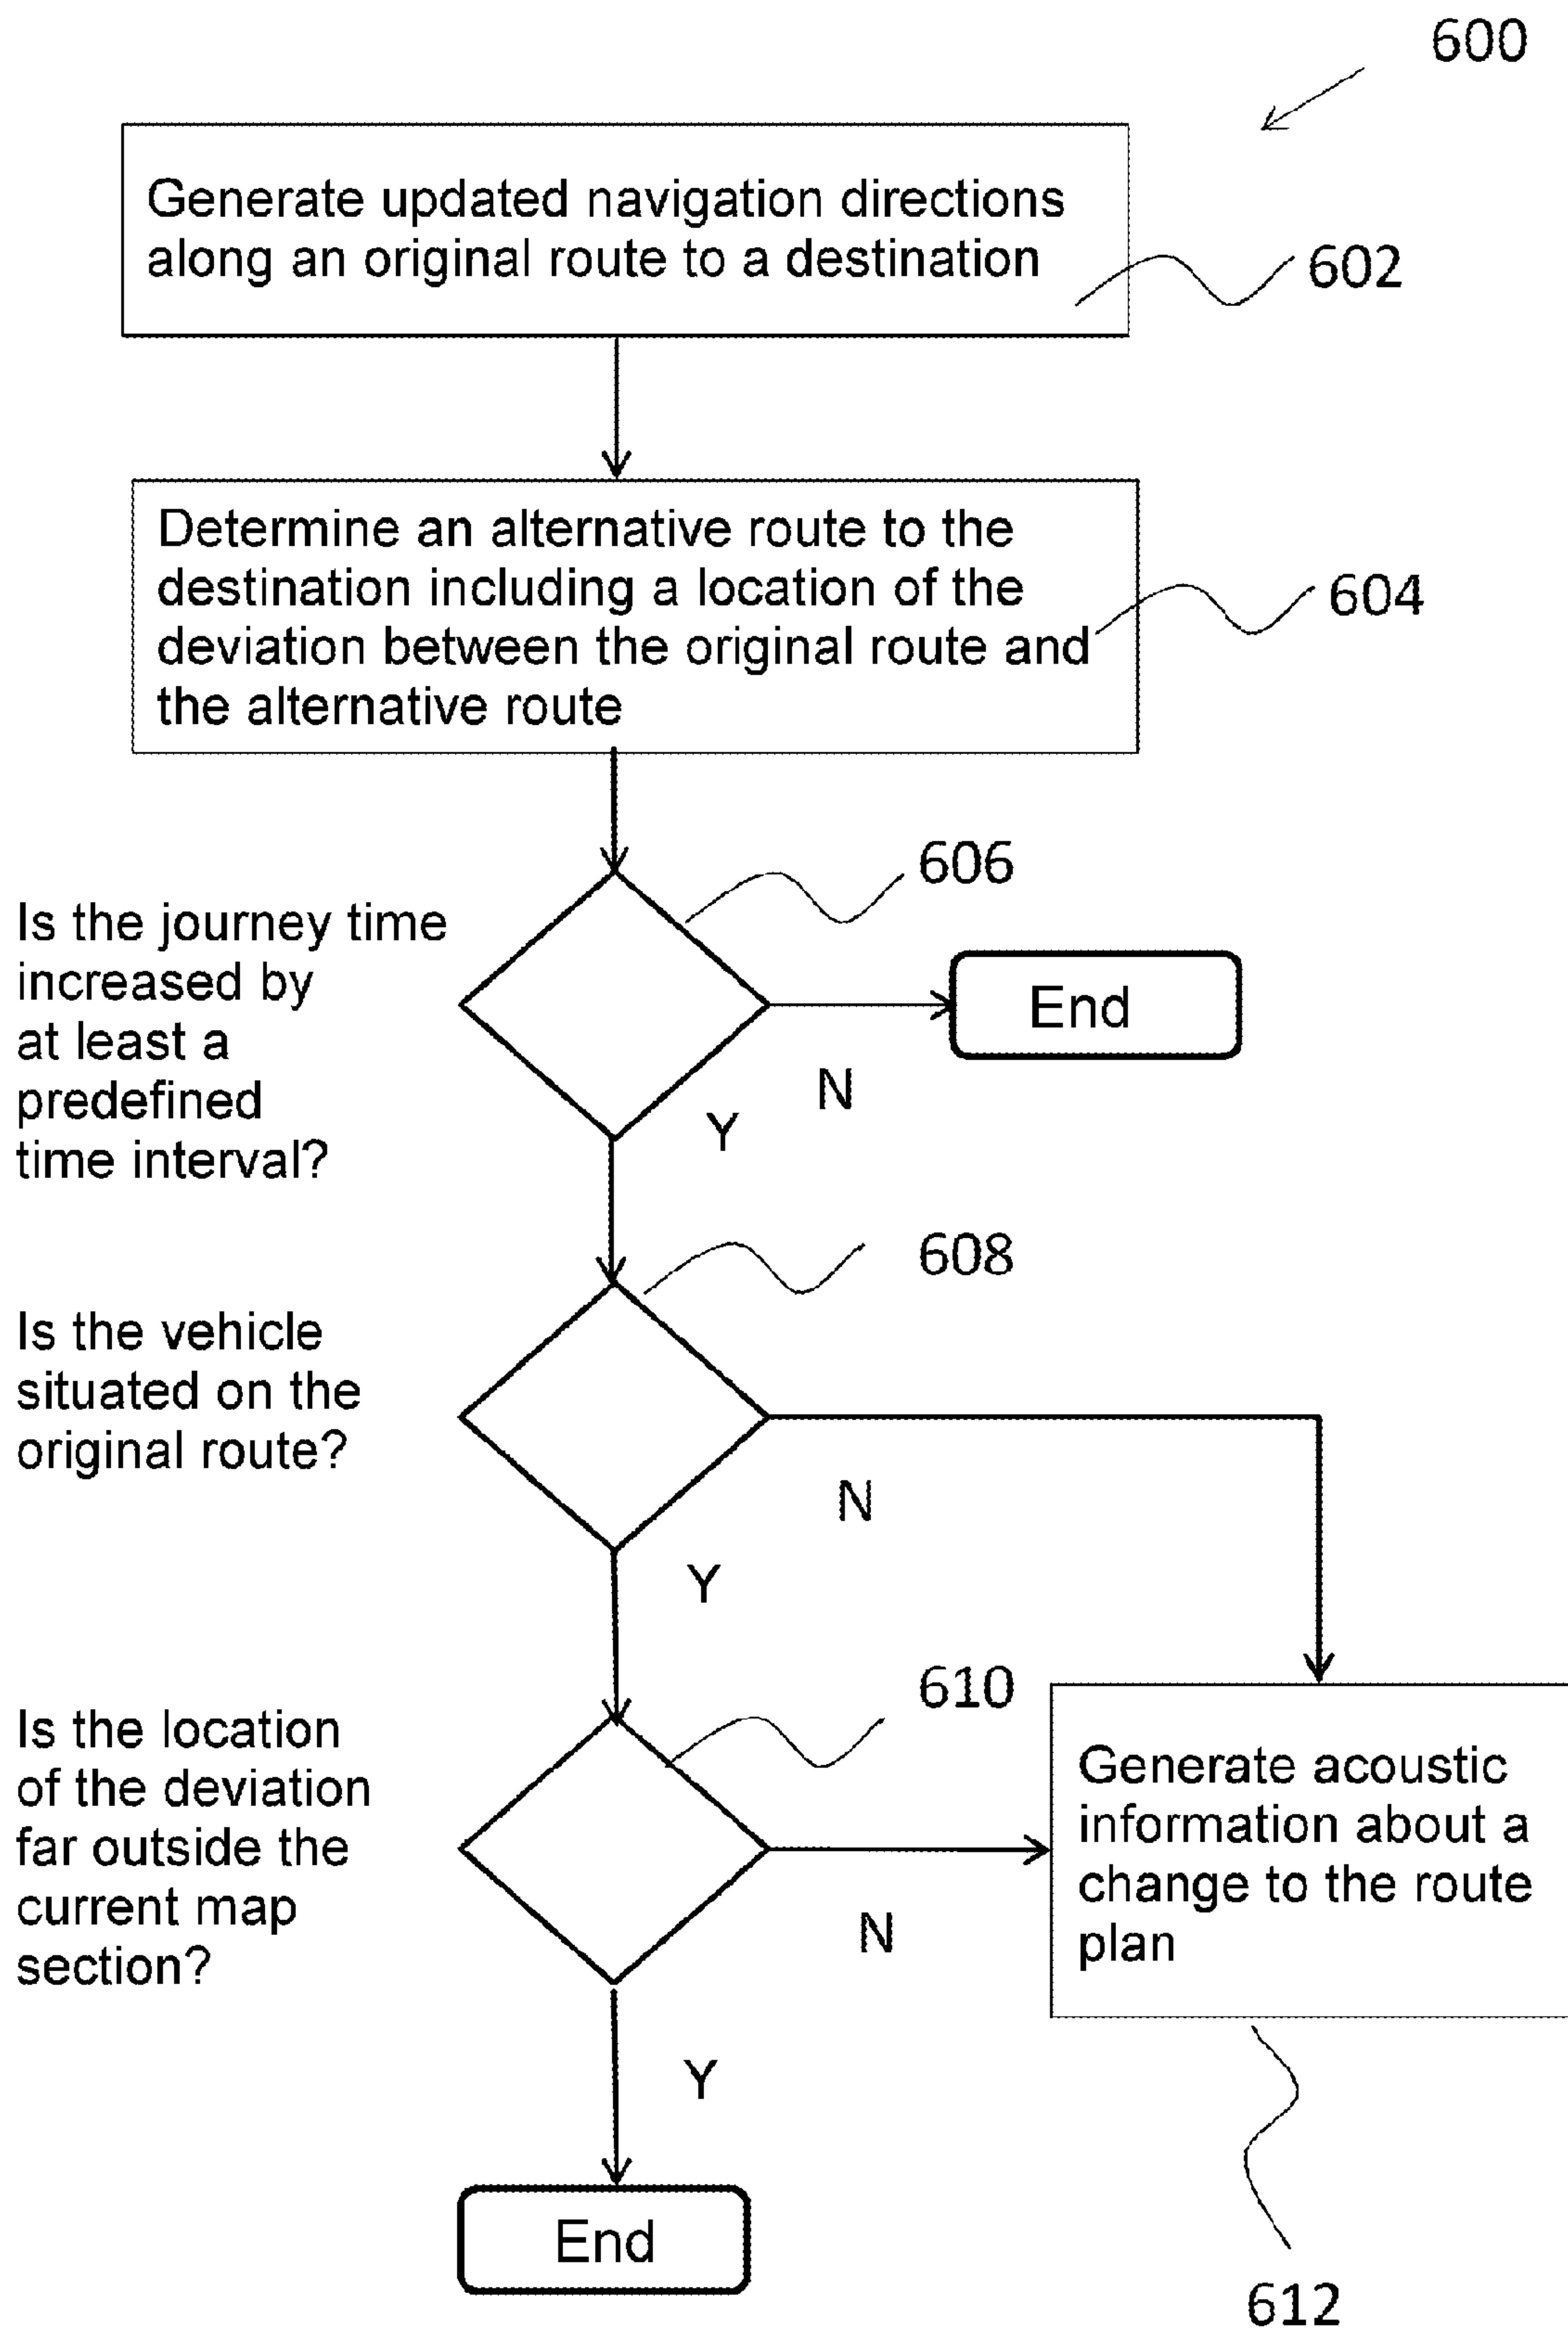 600
Generate updated navigation directions
along an original route to a destination
602
Determine an alternative route to the
destination including a location of the
deviation between the original route and
the alternative route
604
606
Is the journey time
increased by
at least a
predefined
time interval?
End
N
Y
608
Is the vehicle
situated on the
original route?
N
Y
610
Is the location
of the deviation
far outside the
current map
section?
Generate acoustic
information about a
change to the route
plan
N
Y
End
612